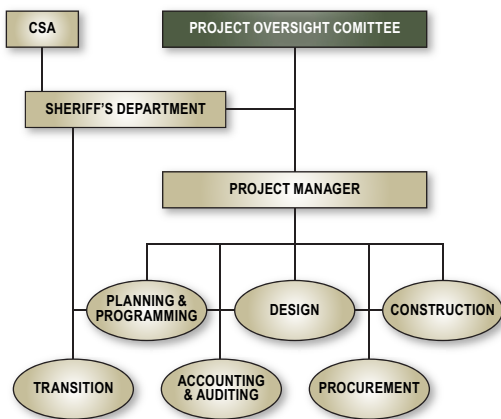 CSA
PROJECT OVERSIGHT COMITTEE
SHERIFF'S DEPARTMENT
PROJECT MANAGER
PLANNING &
PROGRAMMING
DESIGN
CONSTRUCTION
TRANSITION
ACCOUNTING
& AUDITING
PROCUREMENT